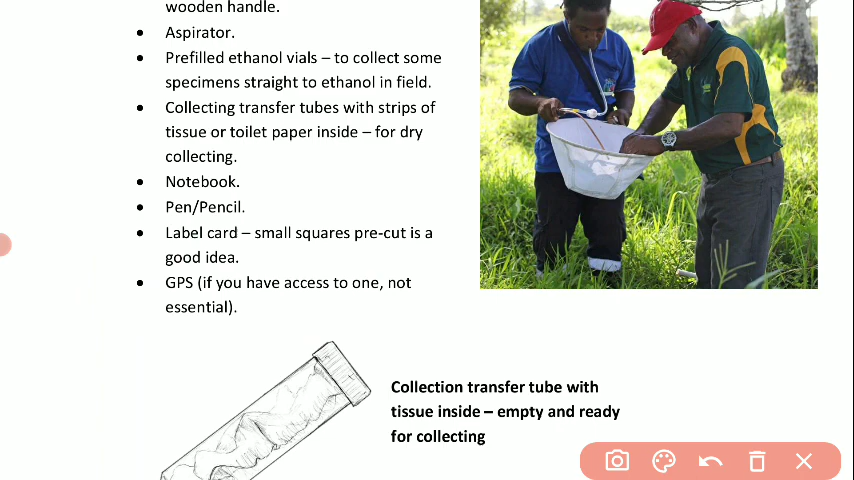 wooden handle.
• Aspirator.
• Prefilled ethanol vials – to collect some
specimens straight to ethanol in field.
• Collecting transfer tubes with strips of
tissue or toilet paper inside – for dry
collecting.
• Notebook.
• Pen/Pencil.
• Label card – small squares pre-cut is a
good idea.
• GPS (if you have access to one, not
essential).
Collection transfer tube with
tissue inside – empty and ready
for collecting